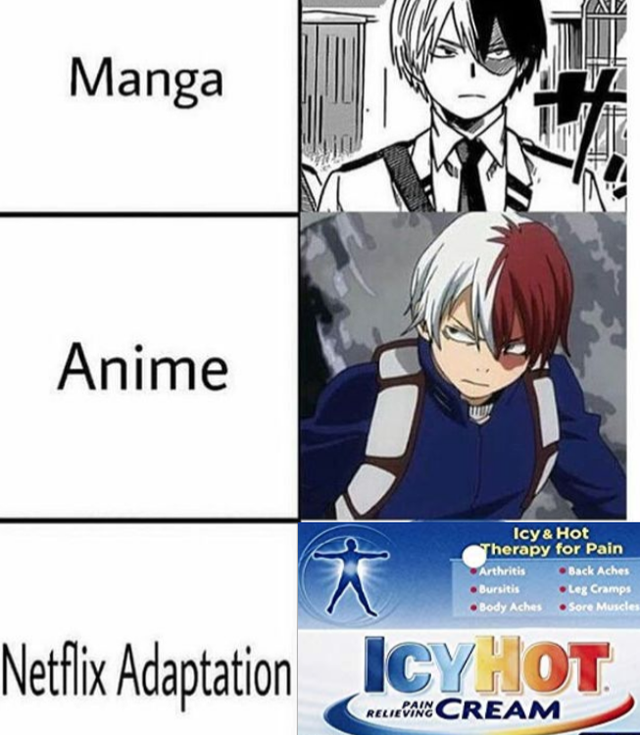 Manga
Anime
Netflix Adaptation
Icy & Hot
Therapy for Pain
• Arthritis
• Back Aches
• Bursitis
• Leg Cramps
• Body Aches
• Sore Muscles
ICY HOT
PAIN RELIEVING CREAM